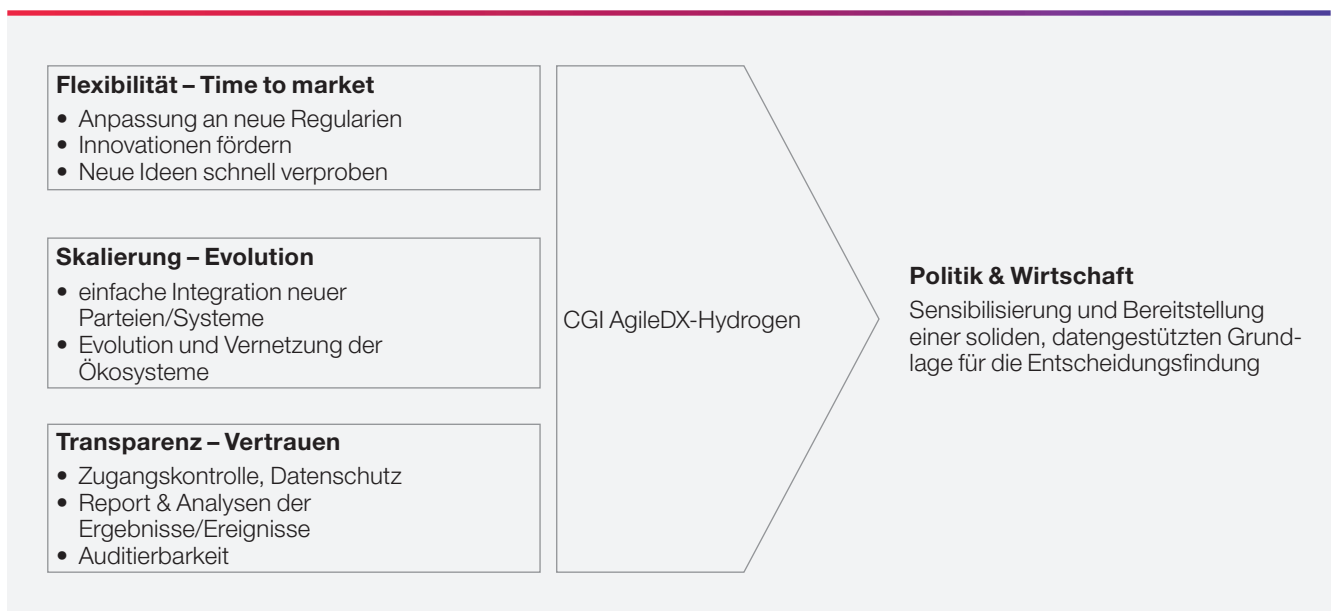 Flexibilität – Time to market
• Anpassung an neue Regularien
• Innovationen fördern
• Neue Ideen schnell verproben
Skalierung – Evolution
• einfache Integration neuer
Parteien/Systeme
• Evolution und Vernetzung der
Ökosysteme
Transparenz – Vertrauen
• Zugangskontrolle, Datenschutz
• Report & Analysen der
Ergebnisse/Ereignisse
• Auditierbarkeit
CGI AgileDX-Hydrogen
Politik & Wirtschaft
Sensibilisierung und Bereitstellung
einer soliden, datengestützten Grund-
lage für die Entscheidungsfindung